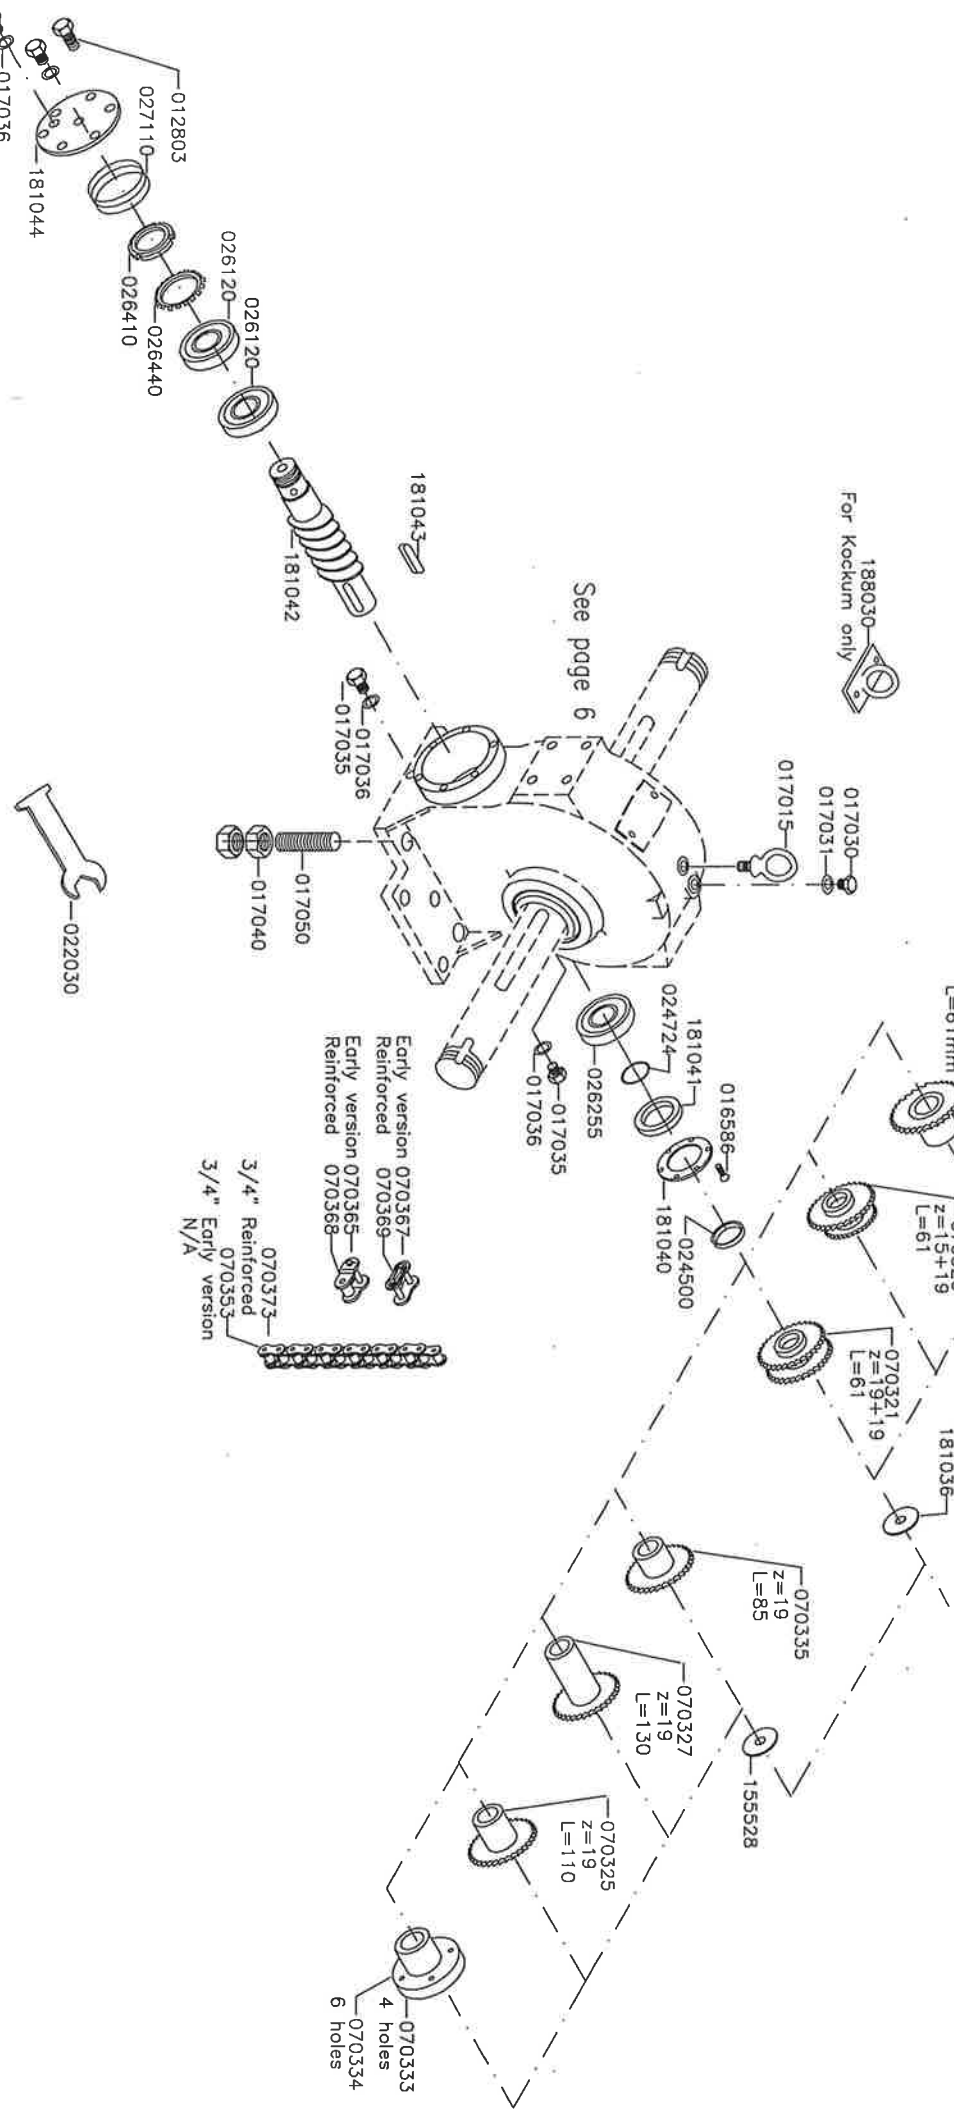 017036
012803
181044
027110
026410
026440
026120
026120
181042
181043
For Kockum only
188030
See page 6
017035
017036
017040
017050
022030
017015
017031
017030
024724
181041
016586
026255
017035
017036
181040
024500
Early version 070367
Reinforced 070369
Early version 070365
Reinforced 070368
070373
3/4" Reinforced
070353
3/4" Early version
N/A
z=15+19
L=61
070321
z=19+19
L=61
181036
070335
z=19
L=85
155528
070327
z=19
L=130
070325
z=19
L=110
070333
4 holes
070334
6 holes